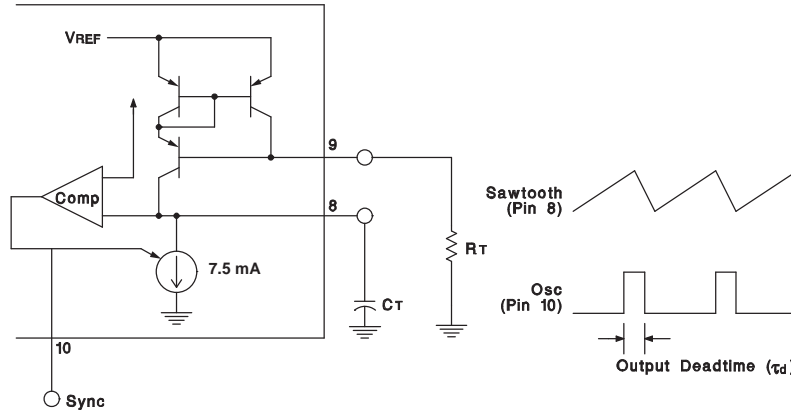 VREF
9
Comp
8
Sawtooth
(Pin 8)
RT
7.5 mA
Osc
(Pin 10)
CT
10
Output Deadtime (τd)
Sync